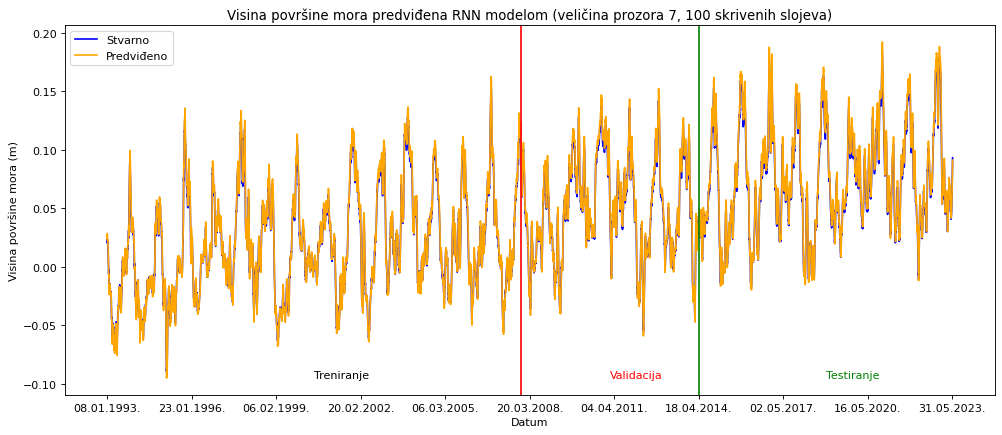 Visina površine mora predviđena RNN modelom (veličina prozora 7, 100 skrivenih slojeva)
Stvarno
Predviđeno
0.20
0.15
0.10
0.05
0.00
−0.05
−0.10
Visina površine mora (m)
Treniranje
Validacija
Testiranje
08.01.1993. 23.01.1996. 06.02.1999. 20.02.2002. 06.03.2005. 20.03.2008. 04.04.2011. 18.04.2014. 02.05.2017. 16.05.2020. 31.05.2023.
Datum